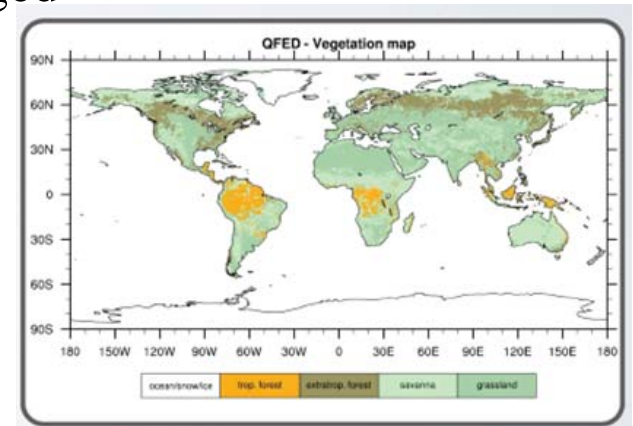 QFED - Vegetation map
90N
60N
30N
0
30S
60S
90S
180 150W 120W 90W 60W 30W 0 30E 60E 90E 120E 150E 180
ocean/snow/ice trop. forest extratrop. forest savanna grassland